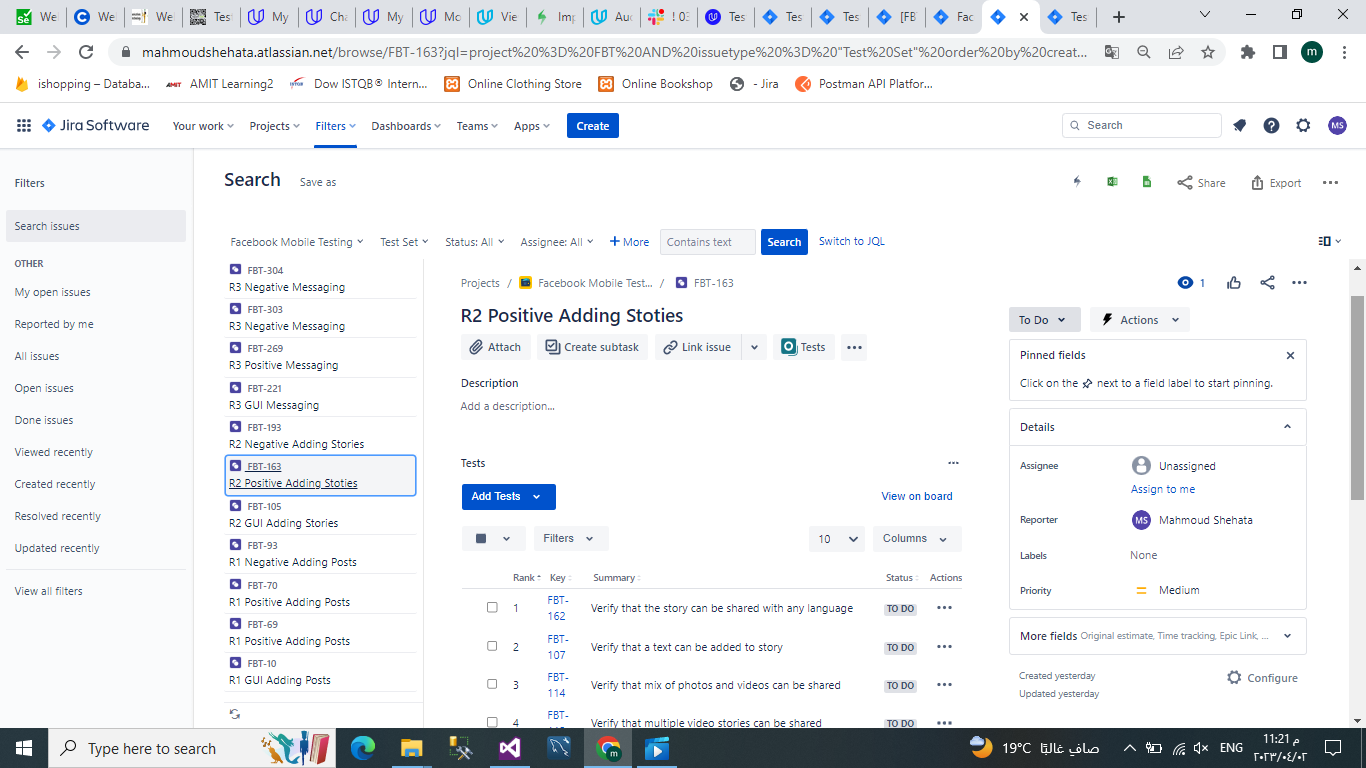 We
We
We
Test
My
Cha
My
Mo
Vie
Imp
Aud
! 03
Tes
Tes
Tes
[FB
Fac
Tes
mahmoudshehata.atlassian.net/browse/FBT-163?jql=project%20%3D%20FBT%20AND%20issuetype%20%3D%20"Test%20Set"%20order%20by%20creat...
m
ishopping – Databa...
AMIT Learning2
Dow ISTQB® Intern...
Online Clothing Store
Online Bookshop
- Jira
Postman API Platfor...
Jira Software
Your work
Projects
Filters
Dashboards
Teams
Apps
Create
Search
MS
Filters
Search issues
OTHER
My open issues
Reported by me
All issues
Open issues
Done issues
Viewed recently
Created recently
Resolved recently
Updated recently
View all filters
Search
Save as
Share
Export
Facebook Mobile Testing
Test Set
Status: All
Assignee: All
+ More
Contains text
Search
Switch to JQL
FBT-304
R3 Negative Messaging
FBT-303
R3 Negative Messaging
FBT-269
R3 Positive Messaging
FBT-221
R3 GUI Messaging
FBT-193
R2 Negative Adding Stories
FBT-163
R2 Positive Adding Stoties
FBT-105
R2 GUI Adding Stories
FBT-93
R1 Negative Adding Posts
FBT-70
R1 Positive Adding Posts
FBT-69
R1 Positive Adding Posts
FBT-10
R1 GUI Adding Posts
Projects / Facebook Mobile Test... / FBT-163
1
R2 Positive Adding Stoties
Attach
Create subtask
Link issue
Tests
Description
Add a description...
Tests
Add Tests
View on board
Filters
10
Columns
Rank Key Summary Status Actions
1 FBT-162 Verify that the story can be shared with any language TO DO
2 FBT-107 Verify that a text can be added to story TO DO
3 FBT-114 Verify that mix of photos and videos can be shared TO DO
4 FBT- Verify that multiple video stories can be shared TO DO
To Do
Actions
Pinned fields
Click on the next to a field label to start pinning.
Details
Assignee
Unassigned
Assign to me
Reporter
MS Mahmoud Shehata
Labels
None
Priority
Medium
More fields Original estimate, Time tracking, Epic Link, ...
Created yesterday
Updated yesterday
Configure
Type here to search
19°C صافٍ غالبًا
ENG
11:21 م
٢٠٢٣/٠٤/٠٢